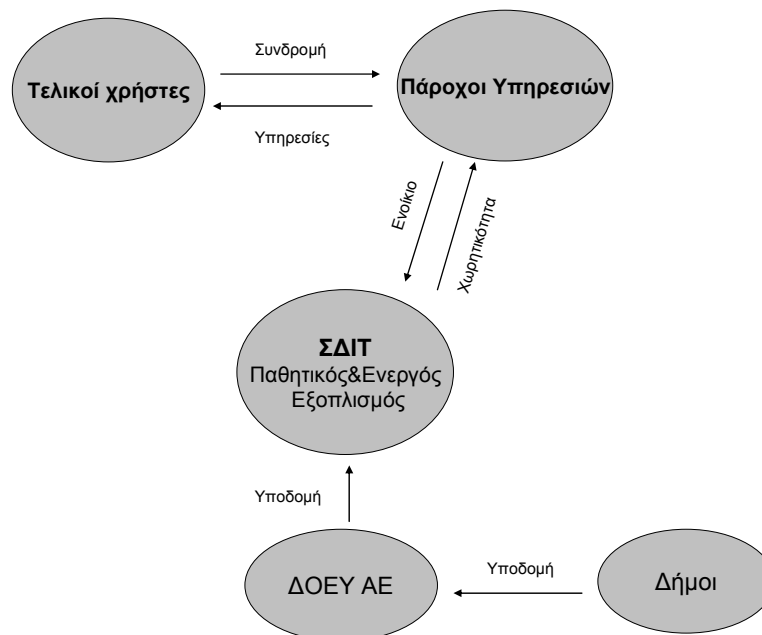 Συνδρομή
Τελικοί χρήστες
Πάροχοι Υπηρεσιών
Υπηρεσίες
Ενοίκιο
Χωρητικότητα
ΣΔΙΤ
Παθητικός&Ενεργός
Εξοπλισμός
Υποδομή
ΔΟΕΥ ΑΕ
Υποδομή
Δήμοι